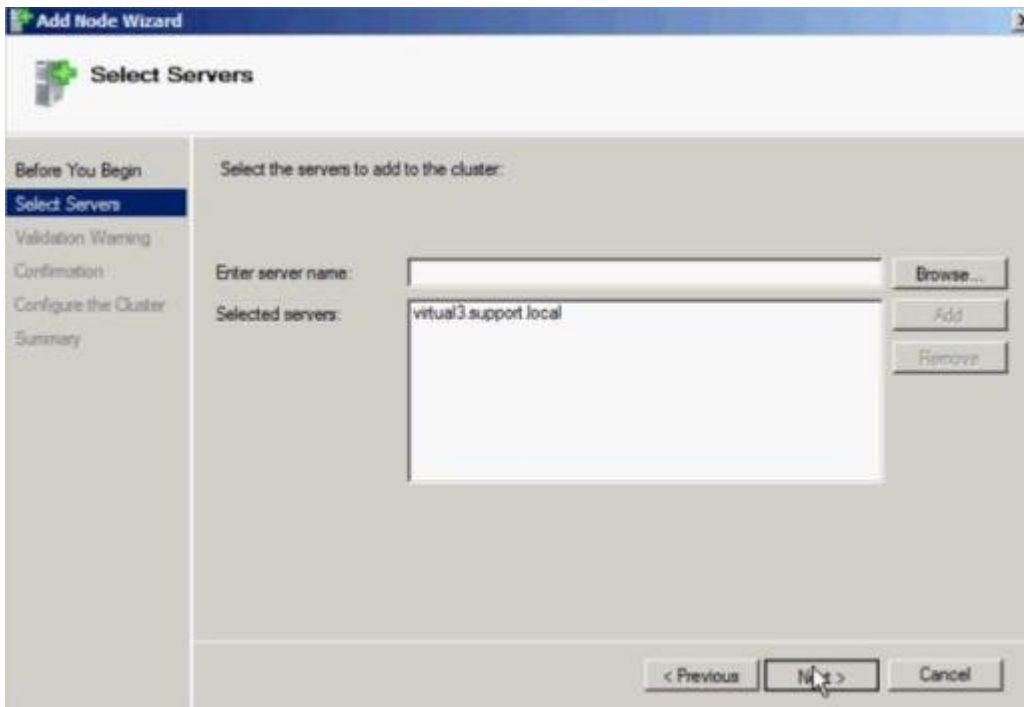 Add Node Wizard
Select Servers
Before You Begin
Select Servers
Validation Warning
Confirmation
Configure the Cluster
Summary
Select the servers to add to the cluster:
Enter server name:
Browse...
Selected servers:
virtual3.support.local
Add
Remove
< Previous
Next >
Cancel